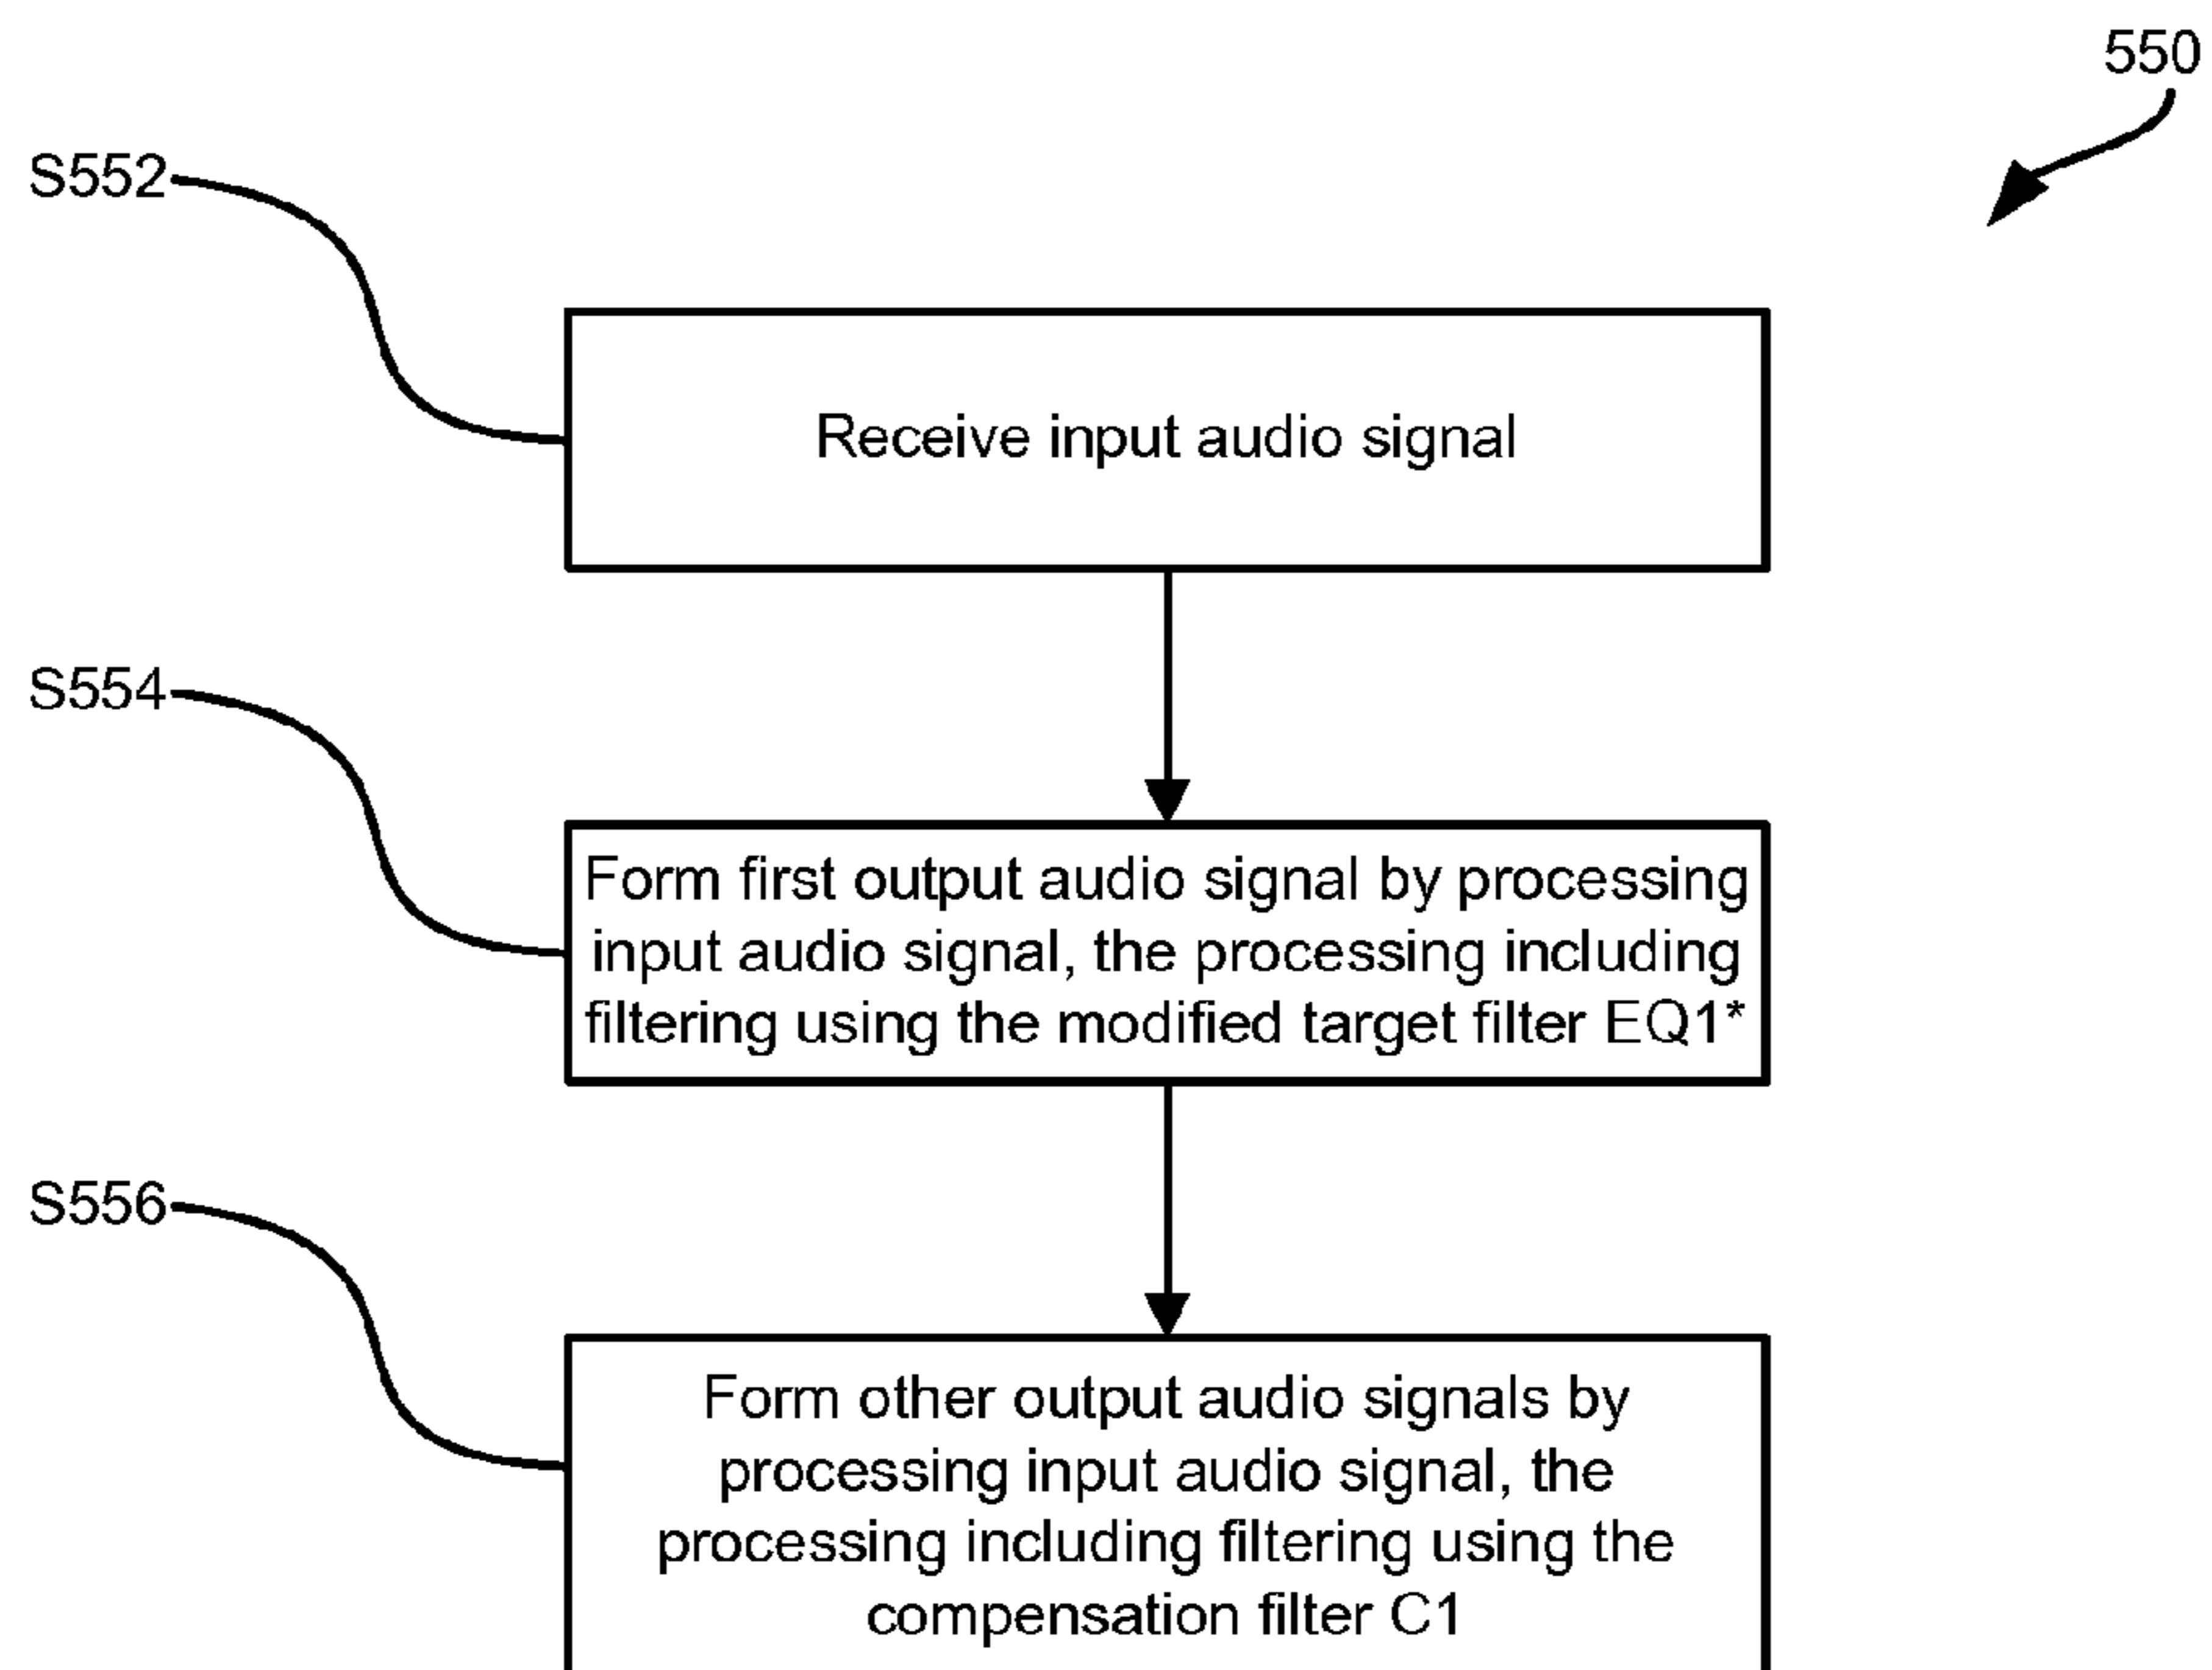 550
S552
Receive input audio signal
S554
Form first output audio signal by processing
input audio signal, the processing including
filtering using the modified target filter EQ1*
S556
Form other output audio signals by
processing input audio signal, the
processing including filtering using the
compensation filter C1